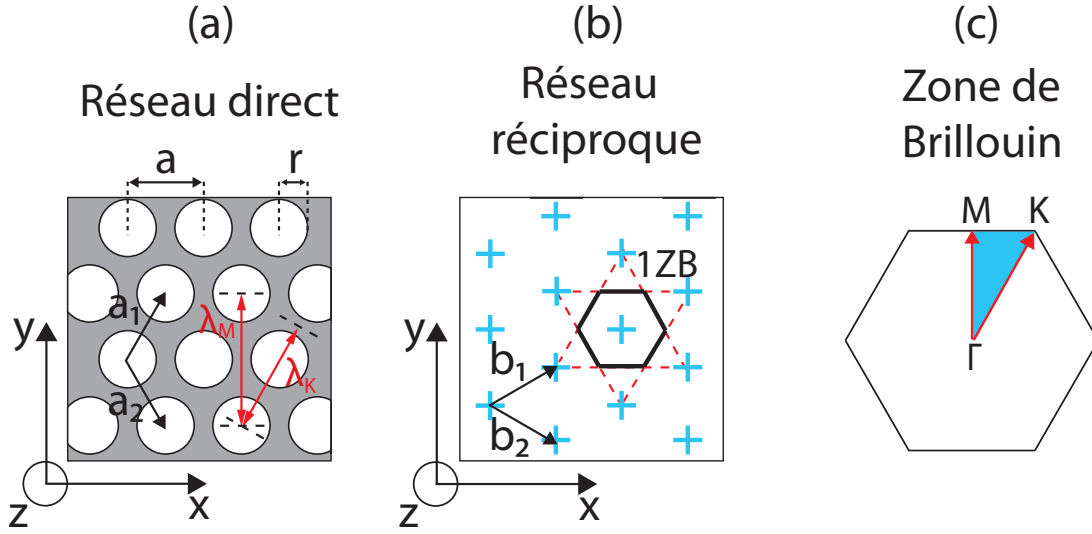 (a)
Réseau direct
a
r
a1
a2
λM
λK
y
x
z
(b)
Réseau
réciproque
1ZB
b1
b2
y
x
z
(c)
Zone de
Brillouin
M
K
Γ